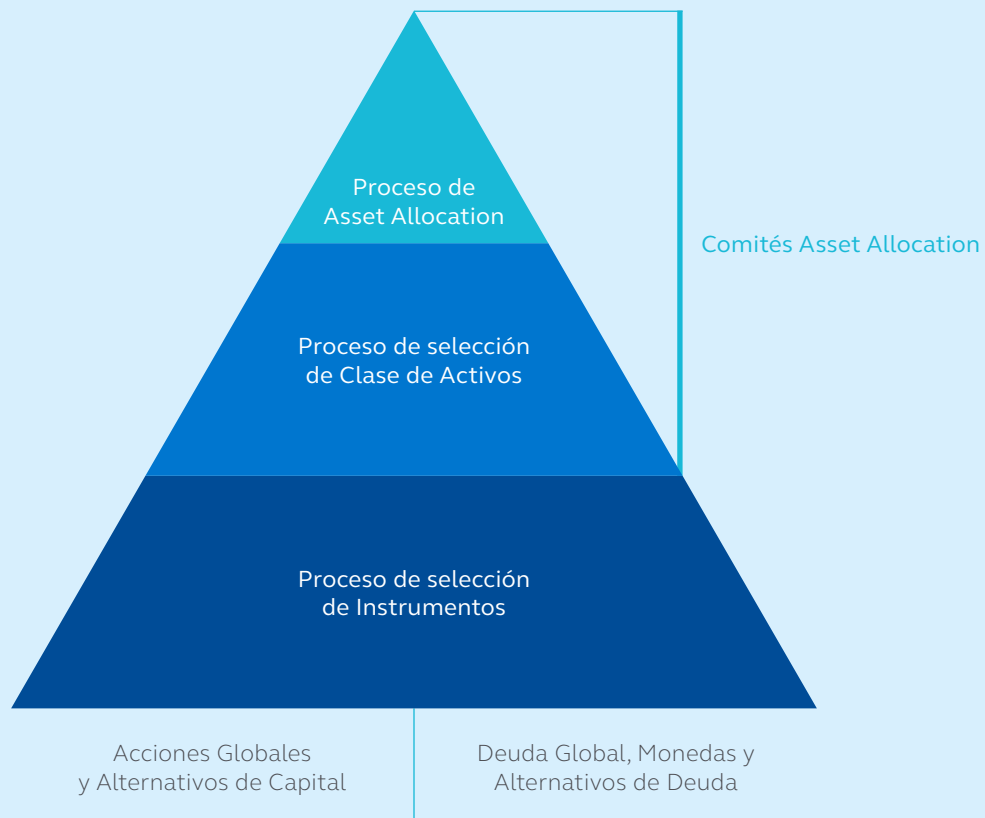 Proceso de
Asset Allocation
Comités Asset Allocation
Proceso de selección
de Clase de Activos
Proceso de selección
de Instrumentos
Acciones Globales
y Alternativos de Capital
Deuda Global, Monedas y
Alternativos de Deuda